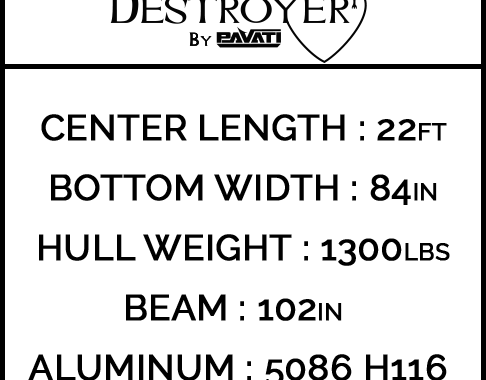 DESTROYER
BY PAVATI
CENTER LENGTH : 22FT
BOTTOM WIDTH : 84IN
HULL WEIGHT : 1300LBS
BEAM : 102IN
ALUMINUM : 5086 H116